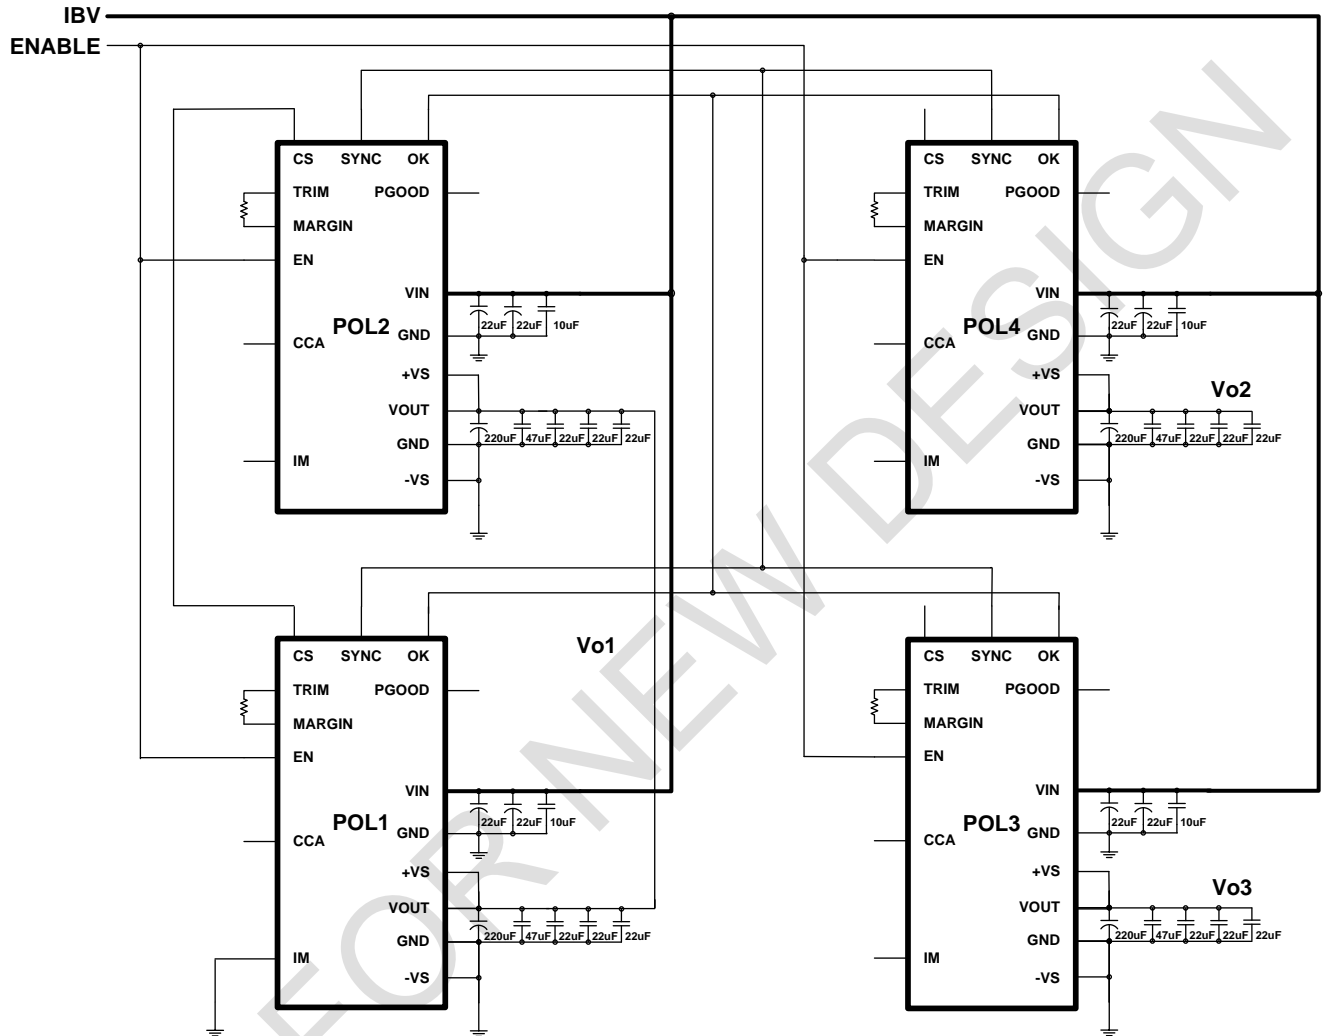 IBV
ENABLE
CS SYNC OK
TRIM PGOOD
MARGIN
EN
VIN
22uF 22uF 10uF
POL2
GND
CCA
+VS
VOUT
220uF 47uF 22uF 22uF 22uF
GND
IM
-VS
CS SYNC OK
TRIM PGOOD
MARGIN
EN
VIN
22uF 22uF 10uF
POL4
GND
CCA
+VS
Vo2
VOUT
220uF 47uF 22uF 22uF 22uF
GND
IM
-VS
Vo1
CS SYNC OK
TRIM PGOOD
MARGIN
EN
VIN
22uF 22uF 10uF
POL1
GND
CCA
+VS
VOUT
220uF 47uF 22uF 22uF 22uF
GND
IM
-VS
CS SYNC OK
TRIM PGOOD
MARGIN
EN
VIN
22uF 22uF 10uF
POL3
GND
CCA
+VS
Vo3
VOUT
220uF 47uF 22uF 22uF 22uF
GND
IM
-VS
FOR NEW DESIGN